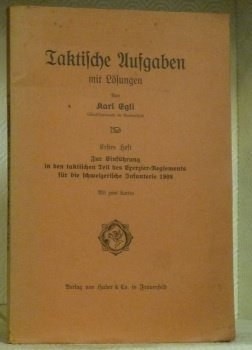 Taktische Aufgaben
mit Lösungen
Von
Karl Egli
Erstes Heft
Zur Einführung
in den taktischen Teil des Exerzier-Reglements
für die schweizerische Infanterie 1908
Mit zwei Karten
Verlag von Huber & Co. in Frauenfeld